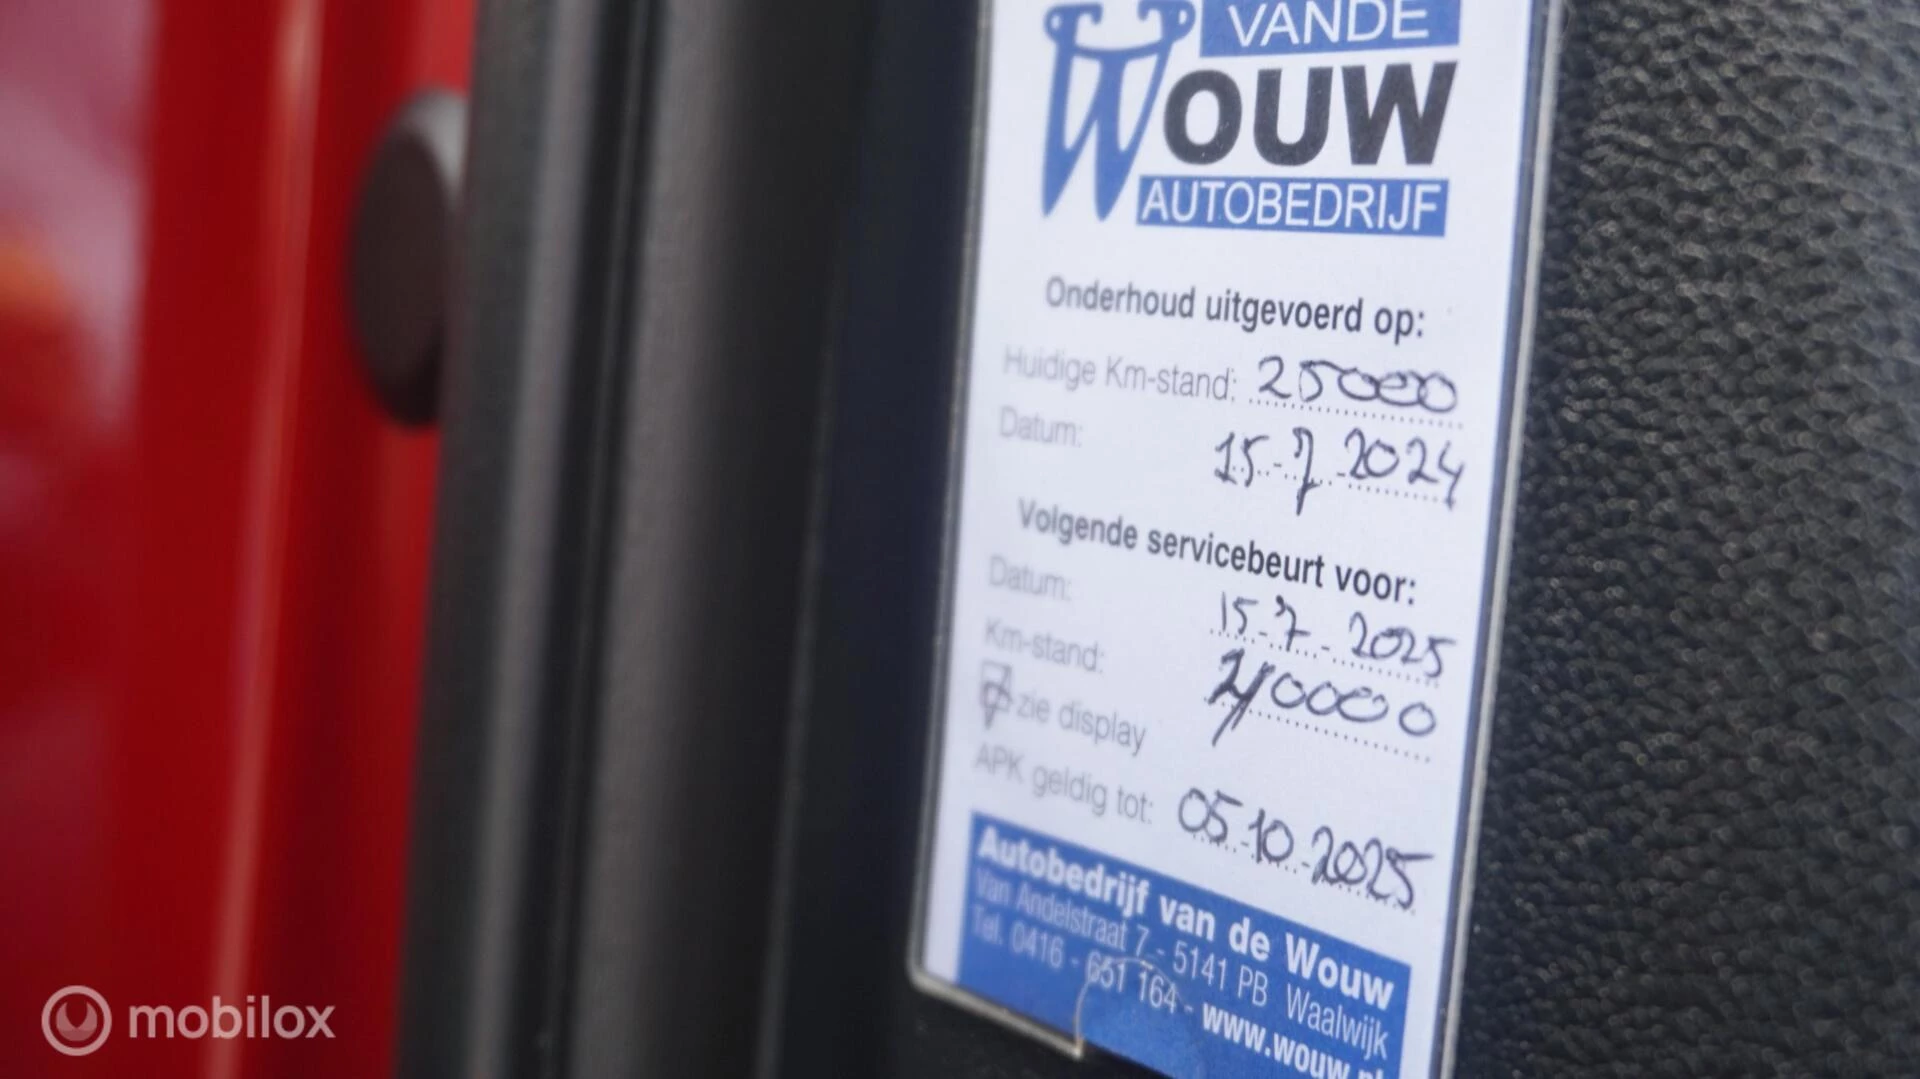 VANDE
WOUW
AUTOBEDRIJF
Onderhoud uitgevoerd op:
Huidige Km-stand: 25000
Datum: 15-7-2024
Volgende servicebeurt voor:
Datum: 15-7-2025
Km-stand: 40000
zie display
APK geldig tot: 05-10-2025
Autobedrijf van de Wouw
Van Andelstraat 7 - 5141 PB Waalwijk
Tel. 0416 - 651 164 - www.wouw.nl
mobilox